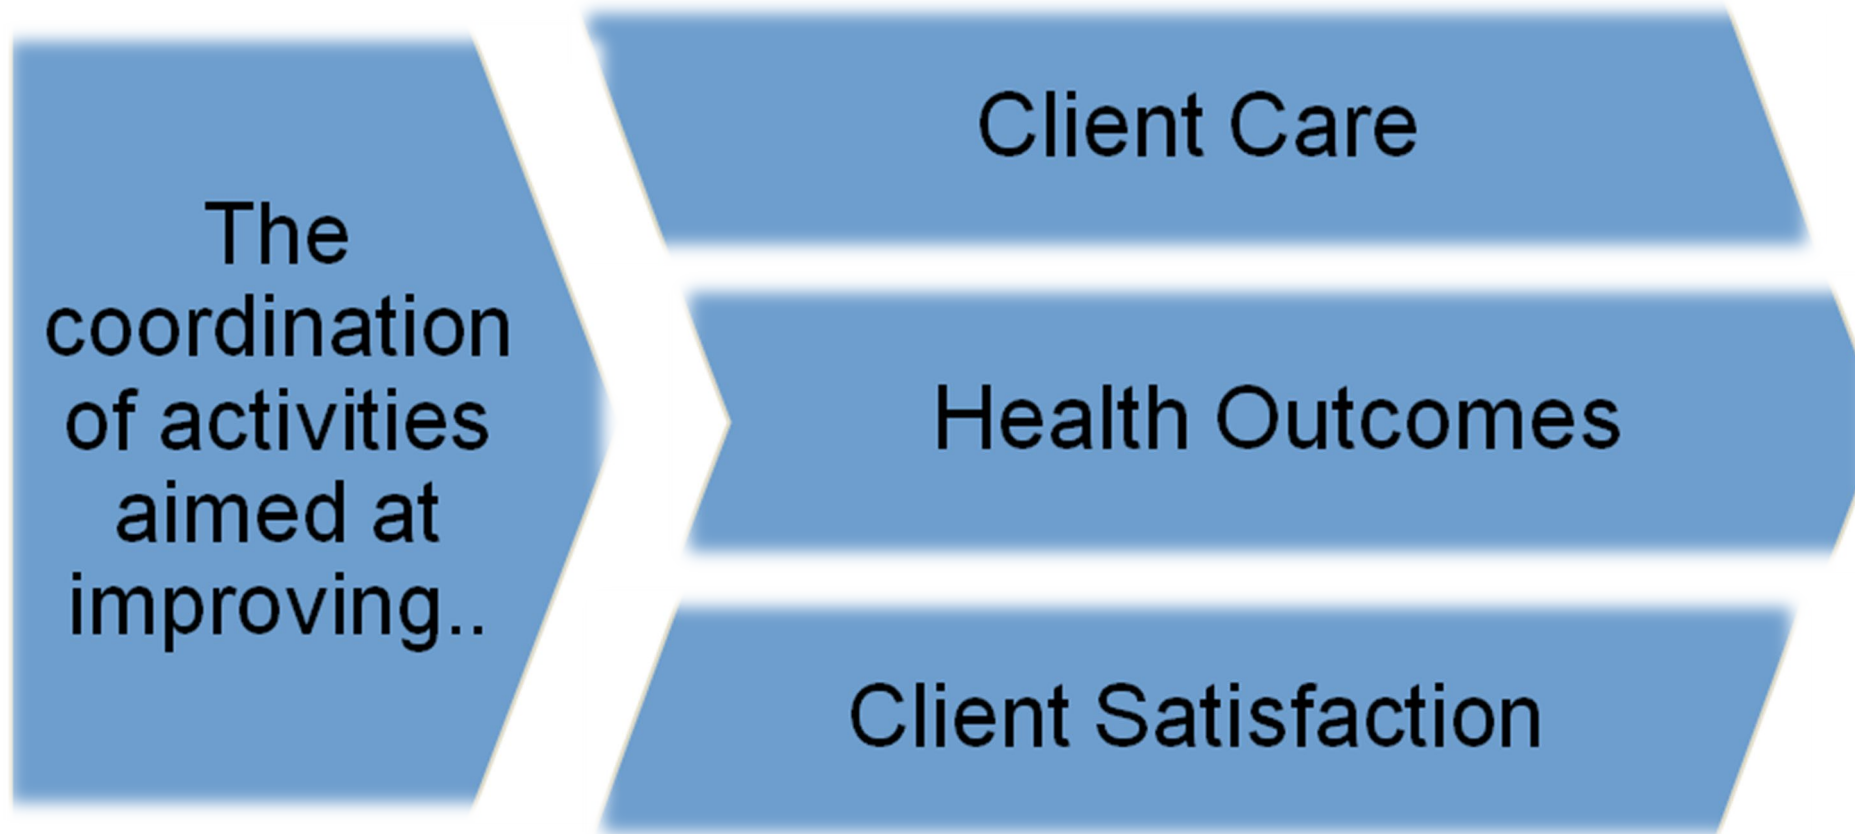 The
coordination
of activities
aimed at
improving..
Client Care
Health Outcomes
Client Satisfaction